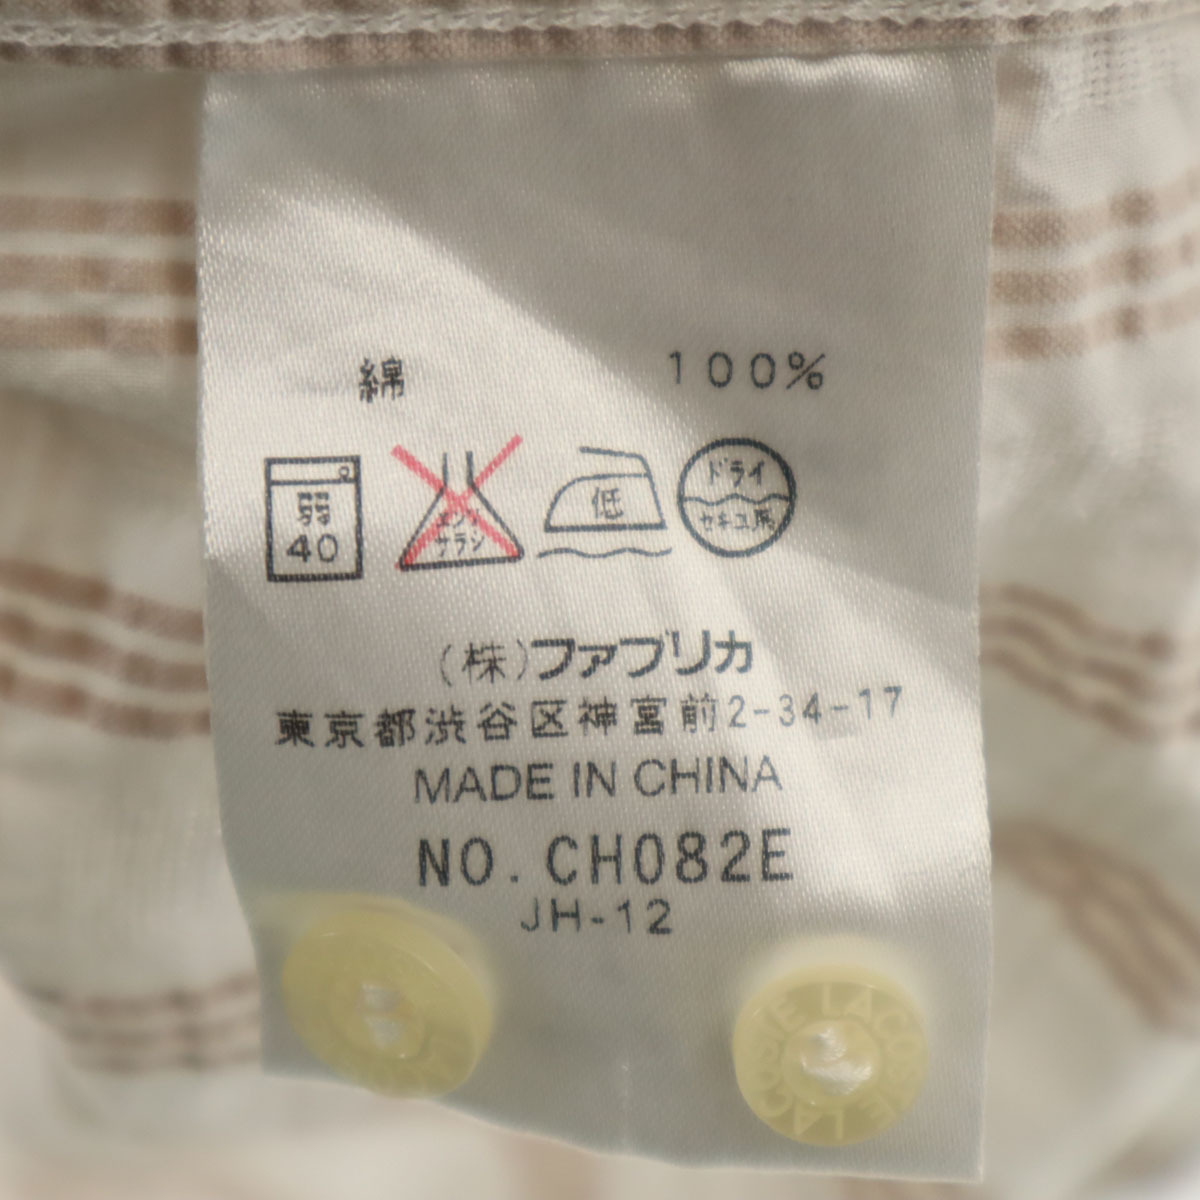 綿 100%
弱 40
エンソ サラシ
低
ドライ
セキユ系
(株)ファブリカ
東京都渋谷区神宮前2-34-17
MADE IN CHINA
NO. CH082E
JH-12
LACOSTE LACOSTE